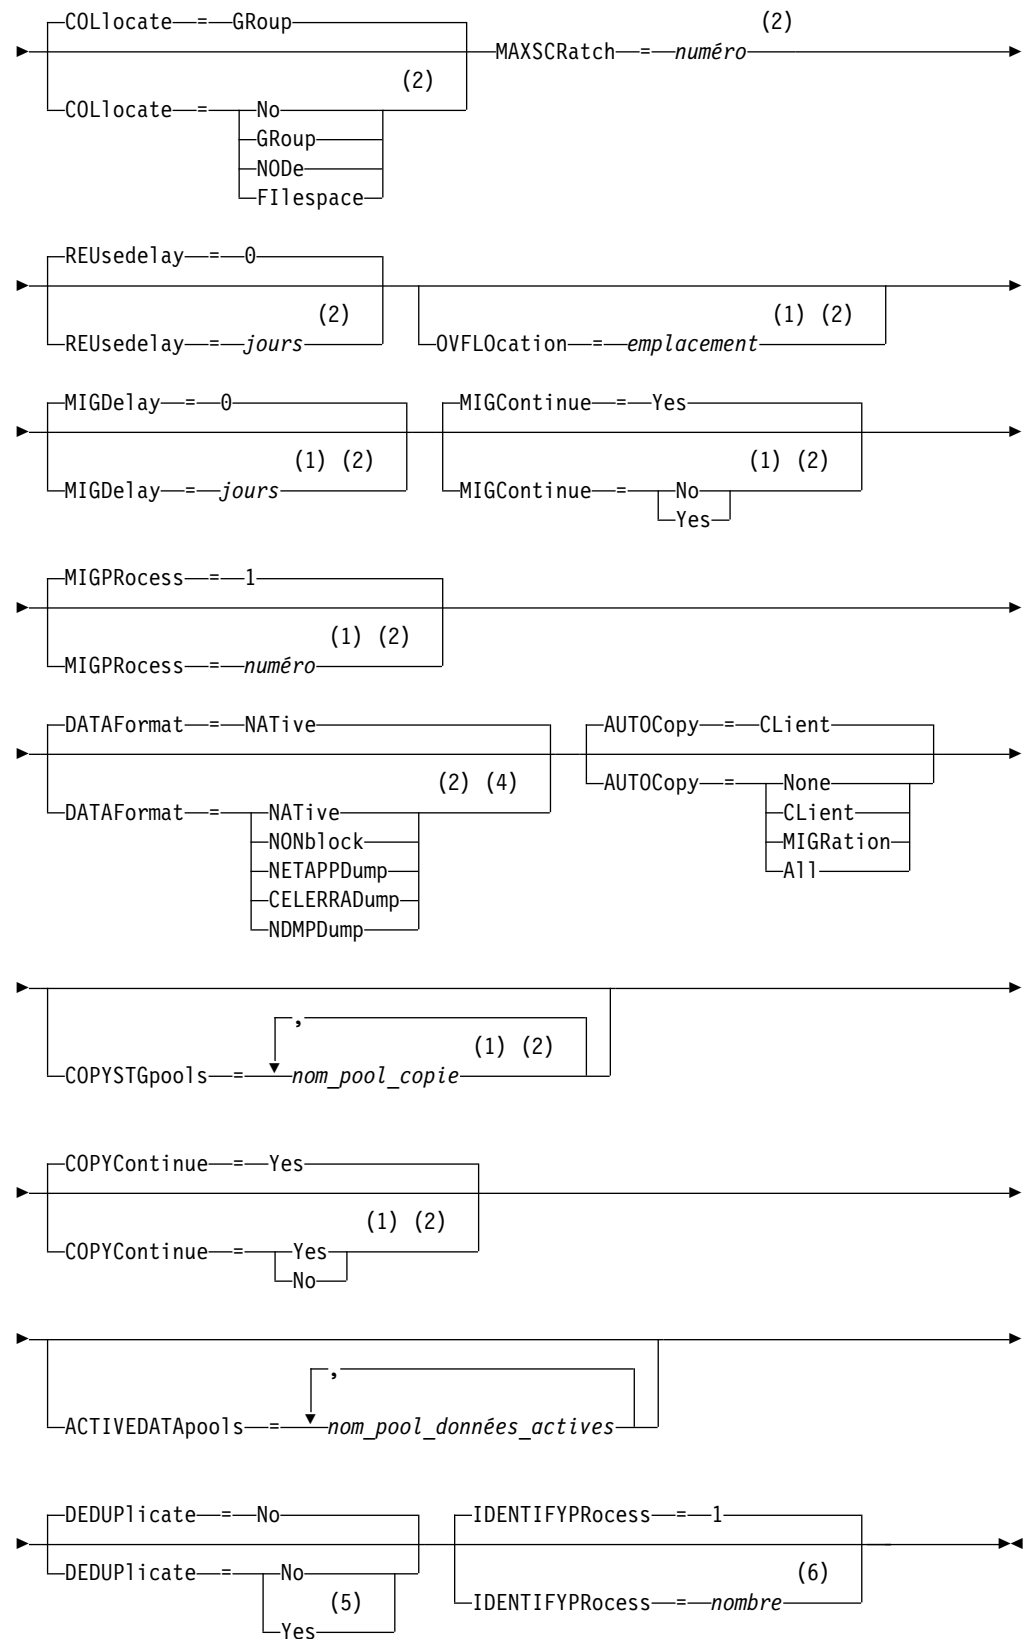 COLlocate = GRoup
(2)
MAXSCRatch = numéro
(2)
COLlocate = No
GRoup
NODe
FIlespace
REUsedelay = 0
(2)
(1) (2)
REUsedelay = jours
OVFLOcation = emplacement
MIGDelay = 0
MIGContinue = Yes
(1) (2)
(1) (2)
MIGDelay = jours
MIGContinue = No
Yes
MIGPRocess = 1
(1) (2)
MIGPRocess = numéro
DATAFormat = NATive
AUTOCopy = CLient
(2) (4)
DATAFormat = NATive
NONblock
NETAPPDump
CELERRADump
NDMPDump
AUTOCopy = None
CLient
MIGRation
All
,
(1) (2)
COPYSTGpools = nom_pool_copie
COPYContinue = Yes
(1) (2)
COPYContinue = Yes
No
,
ACTIVEDATApools = nom_pool_données_actives
DEDUPlicate = No
IDENTIFYPRocess = 1
DEDUPlicate = No
(5)
Yes
(6)
IDENTIFYPRocess = nombre